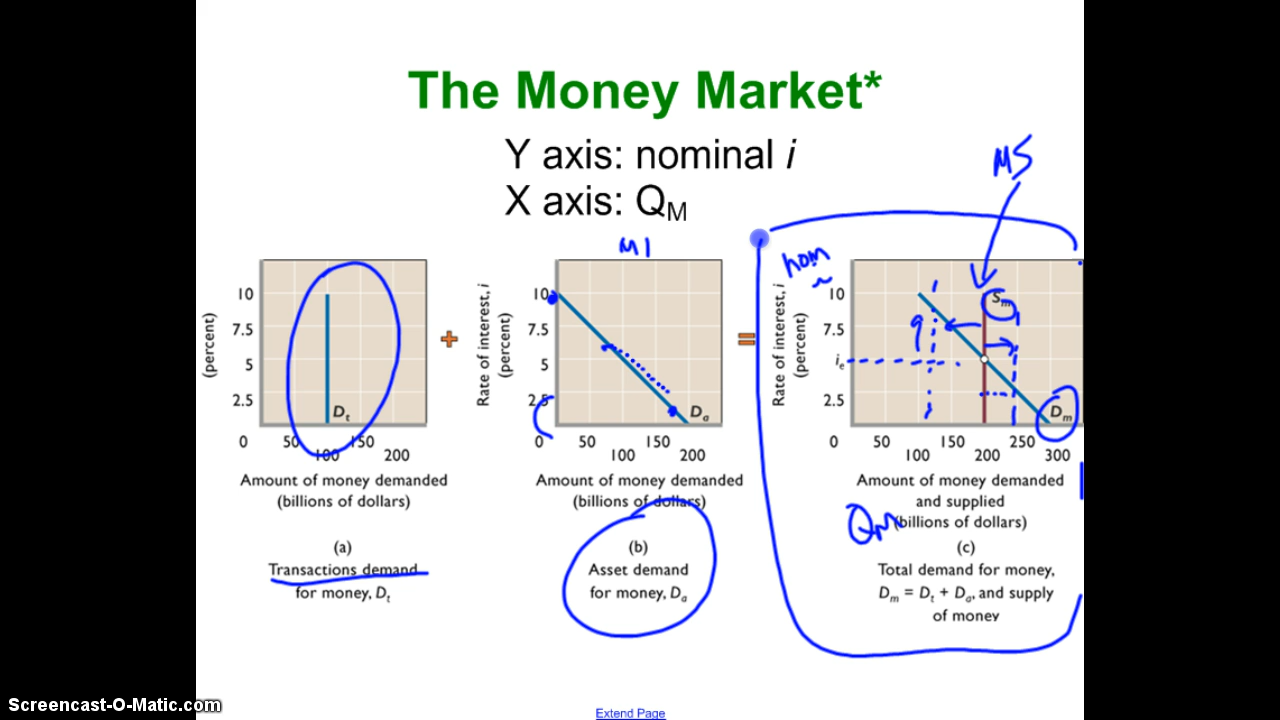 The Money Market*
Y axis: nominal i
X axis: QM
MS
M1
nom
10
7.5
5
2.5
0
(percent)
Dt
50
100
150
200
Amount of money demanded
(billions of dollars)
(a)
Transactions demand
for money, Dt
+
Rate of interest, i
(percent)
10
7.5
5
2.5
0
Da
50
100
150
200
Amount of money demanded
(billions of dollars)
(b)
Asset demand
for money, Da
=
Rate of interest, i
(percent)
10
7.5
ie
5
2.5
0
Sm
Dm
50
100
150
200
250
300
Amount of money demanded
and supplied
QM
(billions of dollars)
(c)
Total demand for money,
Dm = Dt + Da, and supply
of money
Screencast-O-Matic.com
Extend Page